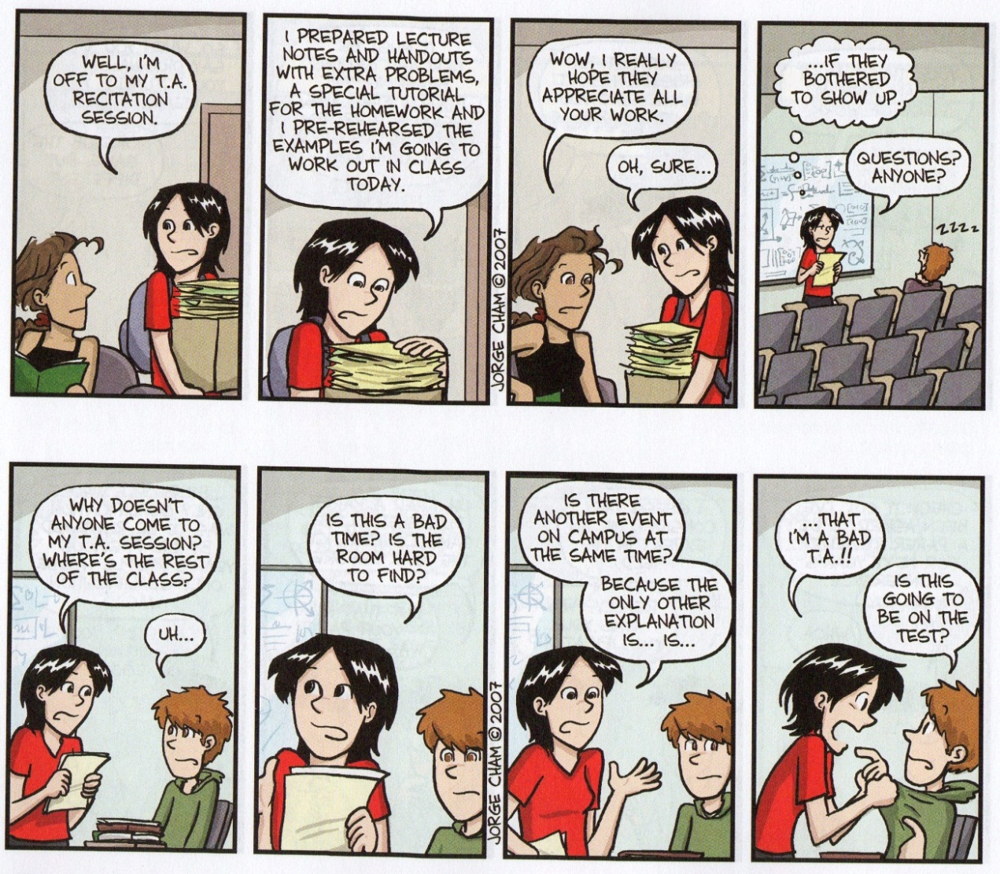 WELL, I'M
OFF TO MY T.A.
RECITATION
SESSION.
I PREPARED LECTURE
NOTES AND HANDOUTS
WITH EXTRA PROBLEMS,
A SPECIAL TUTORIAL
FOR THE HOMEWORK AND
I PRE-REHEARSED THE
EXAMPLES I'M GOING TO
WORK OUT IN CLASS
TODAY.
WOW, I REALLY
HOPE THEY
APPRECIATE ALL
YOUR WORK.
OH, SURE...
JORGE CHAM © 2007
...IF THEY
BOTHERED
TO SHOW UP.
QUESTIONS?
ANYONE?
ZZZZ
WHY DOESN'T
ANYONE COME TO
MY T.A. SESSION?
WHERE'S THE REST
OF THE CLASS?
UH...
IS THIS A BAD
TIME? IS THE
ROOM HARD
TO FIND?
JORGE CHAM © 2007
IS THERE
ANOTHER EVENT
ON CAMPUS AT
THE SAME TIME?
BECAUSE THE
ONLY OTHER
EXPLANATION
IS... IS...
...THAT
I'M A BAD
T.A.!!
IS THIS
GOING TO
BE ON THE
TEST?